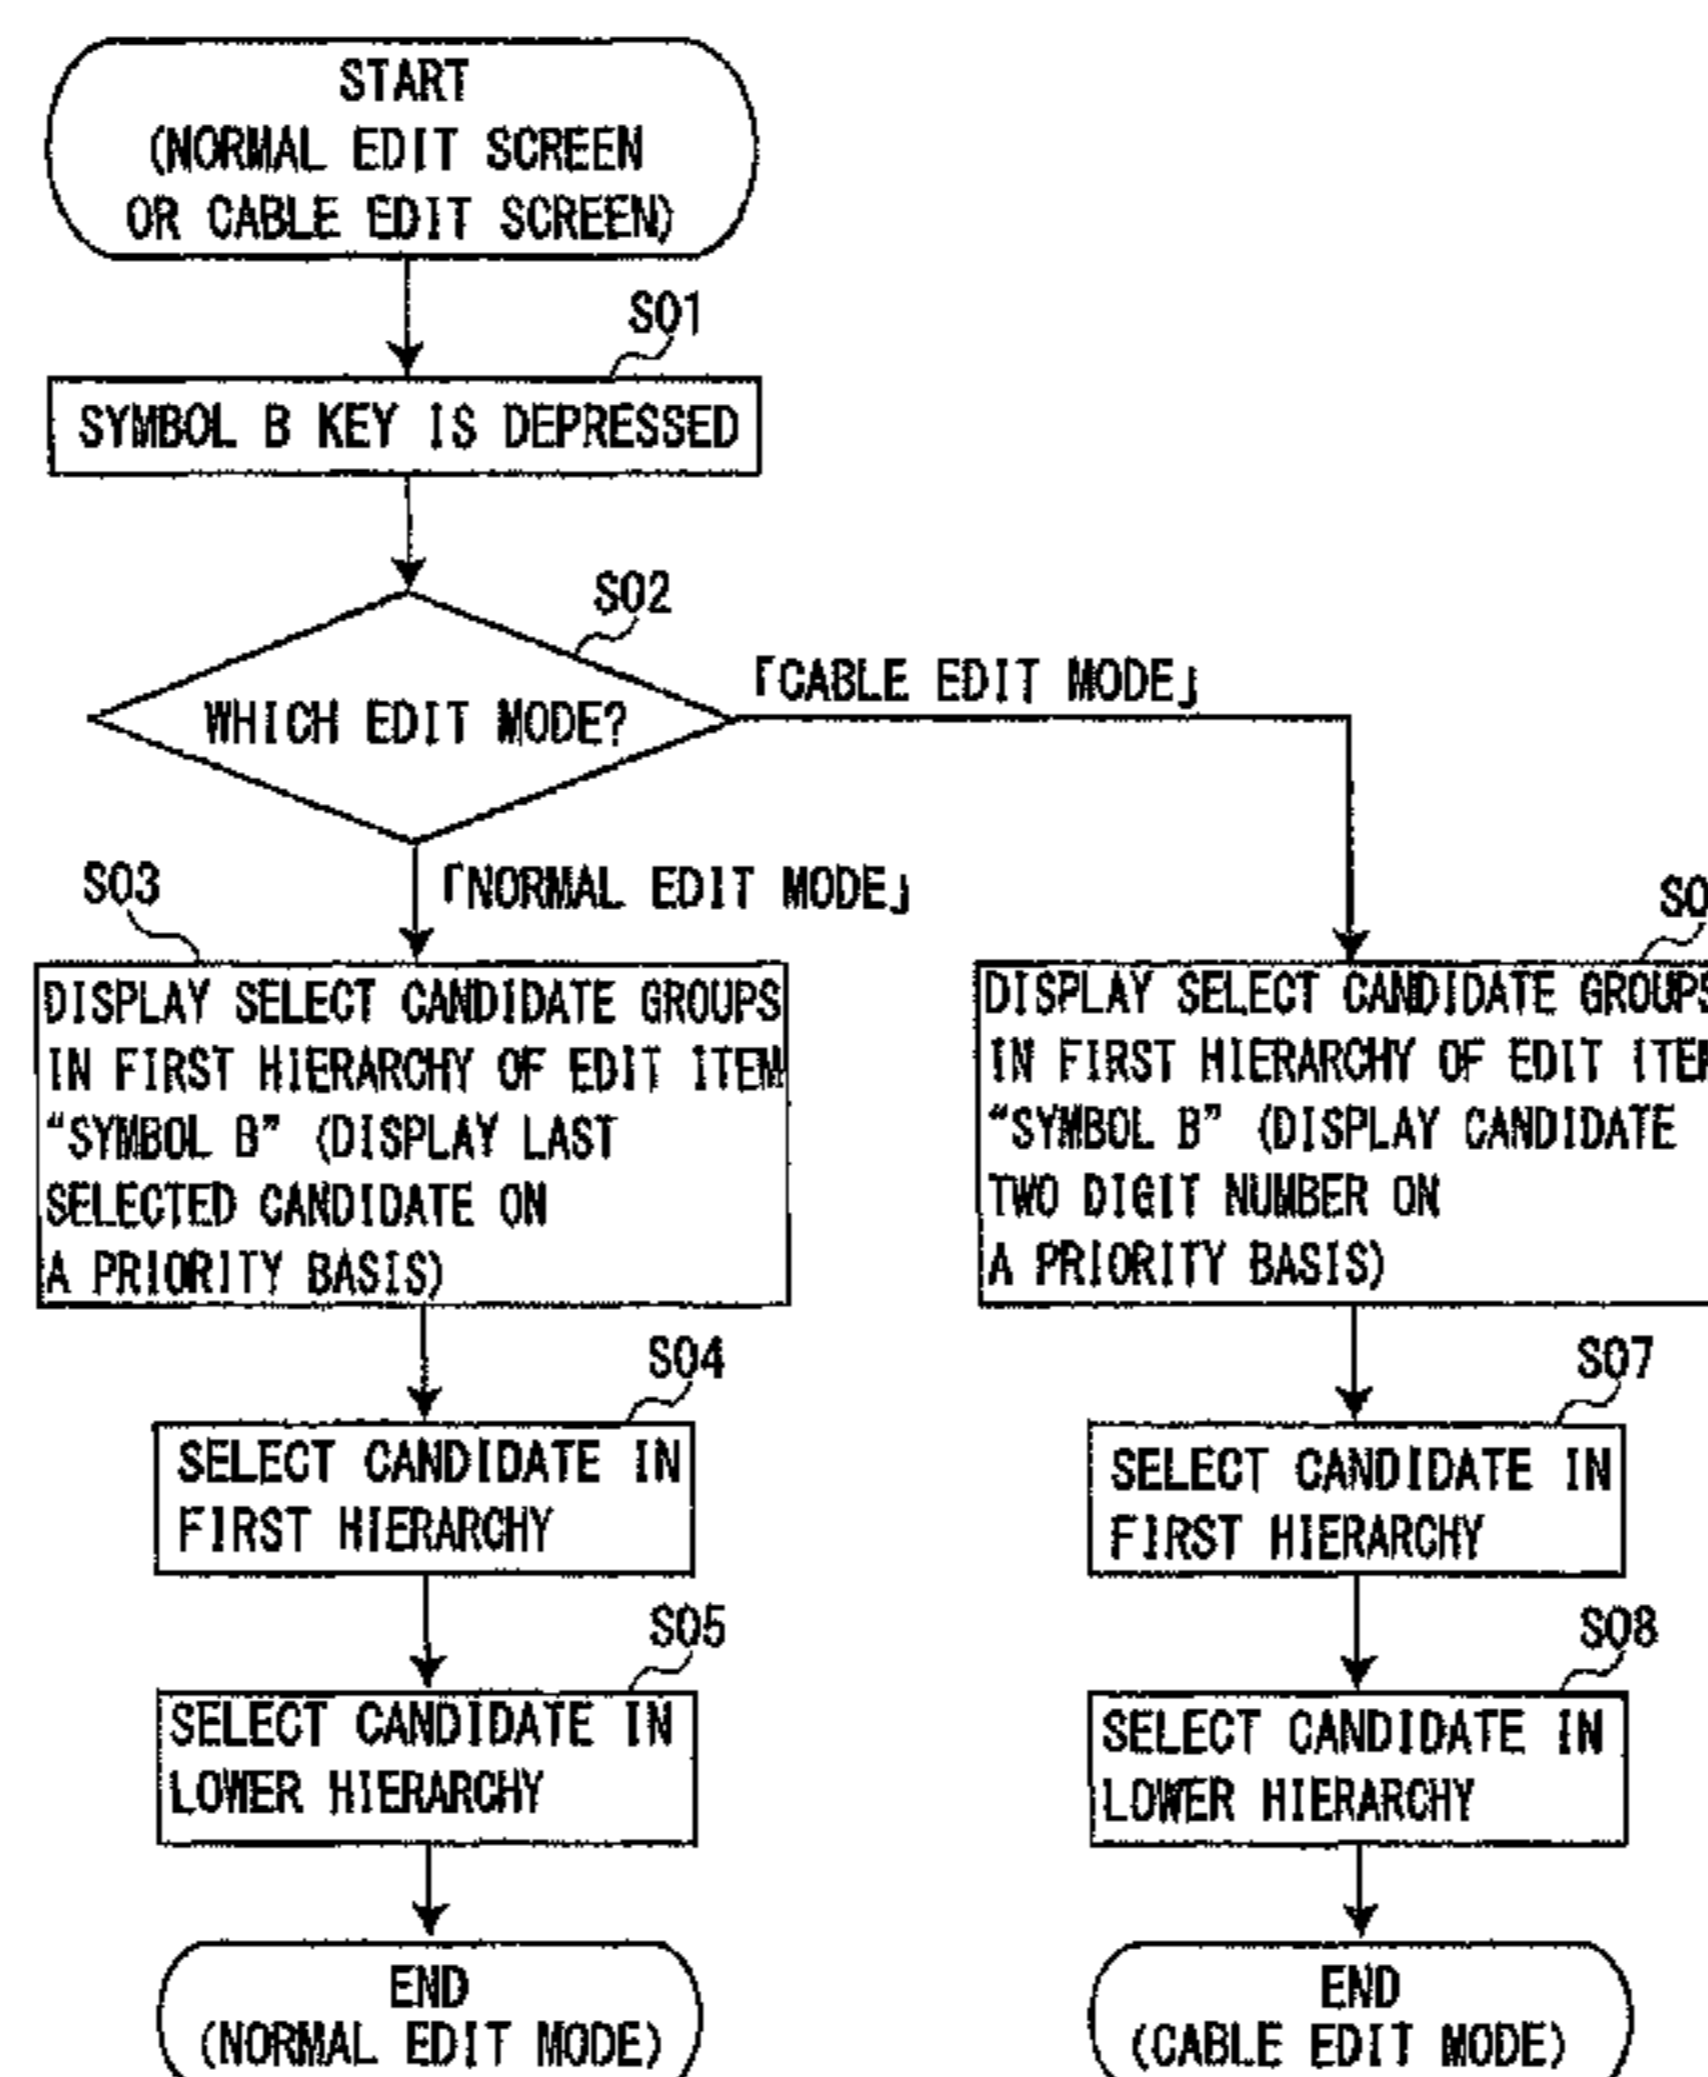 START
(NORMAL EDIT SCREEN
OR CABLE EDIT SCREEN)
S01
SYMBOL B KEY IS DEPRESSED
S02
WHICH EDIT MODE?
「CABLE EDIT MODE」
「NORMAL EDIT MODE」
S03
DISPLAY SELECT CANDIDATE GROUPS
IN FIRST HIERARCHY OF EDIT ITEM
“SYMBOL B” (DISPLAY LAST
SELECTED CANDIDATE ON
A PRIORITY BASIS)
S04
SELECT CANDIDATE IN
FIRST HIERARCHY
S05
SELECT CANDIDATE IN
LOWER HIERARCHY
END
(NORMAL EDIT MODE)
DISPLAY SELECT CANDIDATE GROUPS
IN FIRST HIERARCHY OF EDIT ITEM
“SYMBOL B” (DISPLAY CANDIDATE
TWO DIGIT NUMBER ON
A PRIORITY BASIS)
S07
SELECT CANDIDATE IN
FIRST HIERARCHY
S08
SELECT CANDIDATE IN
LOWER HIERARCHY
END
(CABLE EDIT MODE)